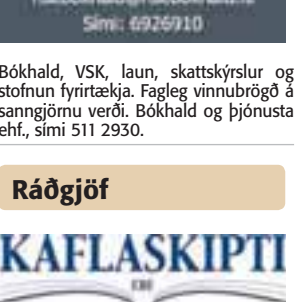 Sími: 6926910
Bókhald, VSK, laun, skattskýrslur og
stofnun fyrirtækja. Fagleg vinnubrögð á
sanngjörnu verði. Bókhald og þjónusta
ehf., sími 511 2930.
Ráðgjöf
KAFLASKIPTI